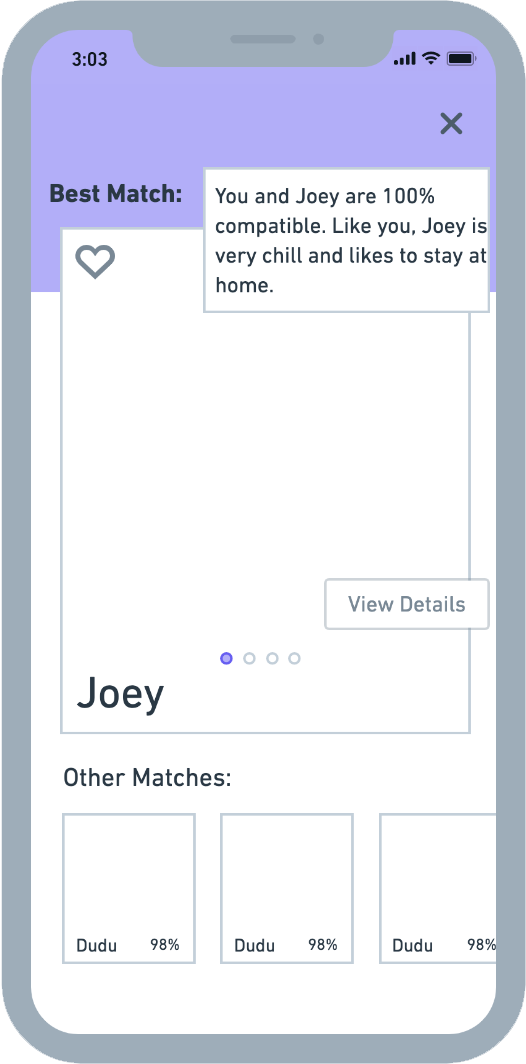 3:03
Best Match:
You and Joey are 100%
compatible. Like you, Joey is
very chill and likes to stay at
home.
View Details
Joey
Other Matches:
Dudu 98%
Dudu 98%
Dudu 98%